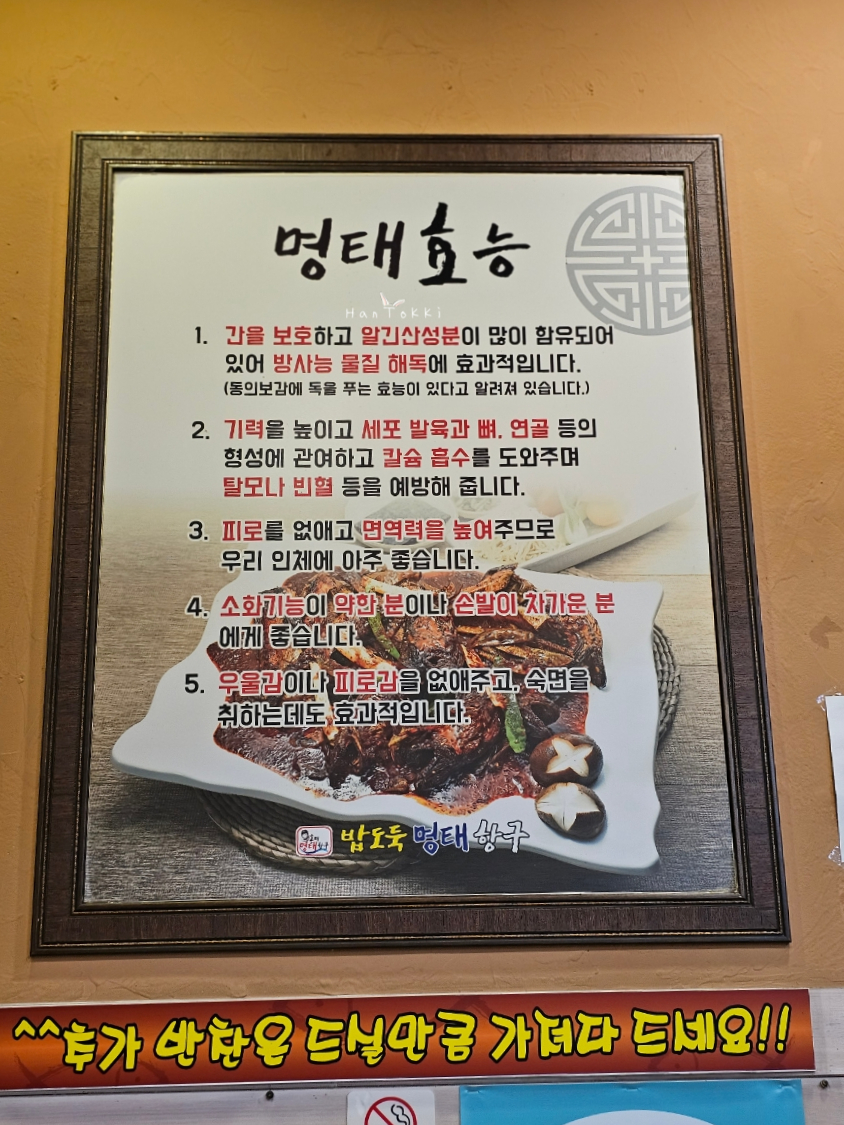 명태효능
HanTokki
1. 간을 보호하고 알긴산성분이 많이 함유되어
있어 방사능 물질 해독에 효과적입니다.
(동의보감에 독을 푸는 효능이 있다고 알려져 있습니다.)
2. 기력을 높이고 세포 발육과 뼈, 연골 등의
형성에 관여하고 칼슘 흡수를 도와주며
탈모나 빈혈 등을 예방해 줍니다.
3. 피로를 없애고 면역력을 높여주므로
우리 인체에 아주 좋습니다.
4. 소화기능이 약한 분이나 손발이 차가운 분
에게 좋습니다.
5. 우울감이나 피로감을 없애주고, 숙면을
취하는데도 효과적입니다.
밥도둑 명태 항구
^^추가 반찬은 드실만큼 가져다 드세요!!